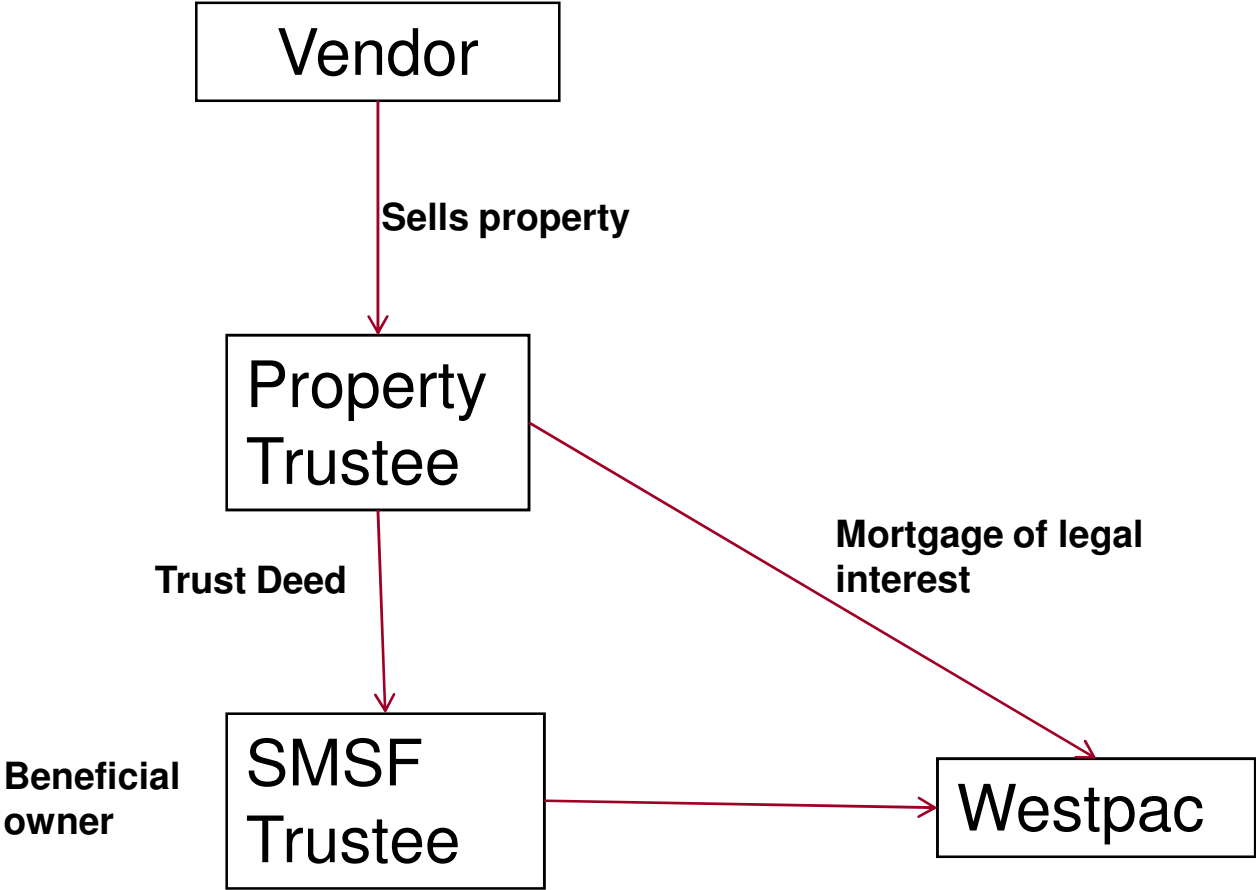 Vendor
Sells property
Property
Trustee
Mortgage of legal
interest
Trust Deed
SMSF
Trustee
Beneficial
owner
Westpac